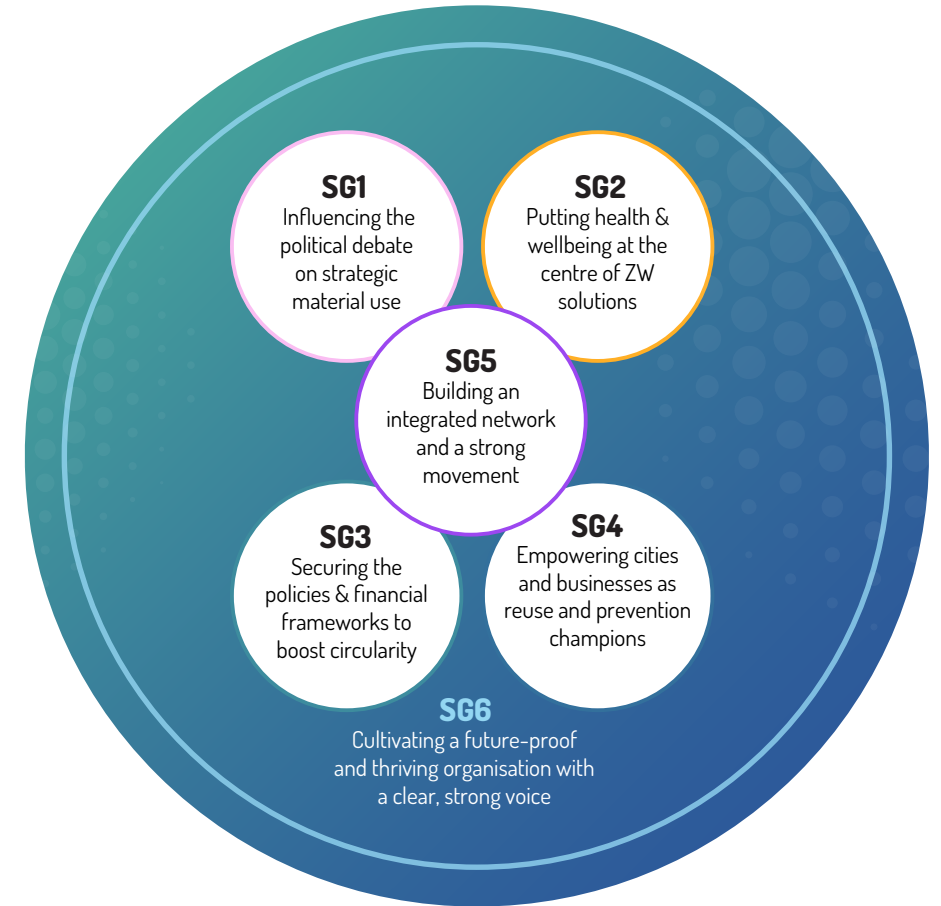 SG1
Influencing the
political debate
on strategic
material use
SG2
Putting health &
wellbeing at the
centre of ZW
solutions
SG5
Building an
integrated network
and a strong
movement
SG3
Securing the
policies & financial
frameworks to
boost circularity
SG4
Empowering cities
and businesses as
reuse and prevention
champions
SG6
Cultivating a future-proof
and thriving organisation with
a clear, strong voice